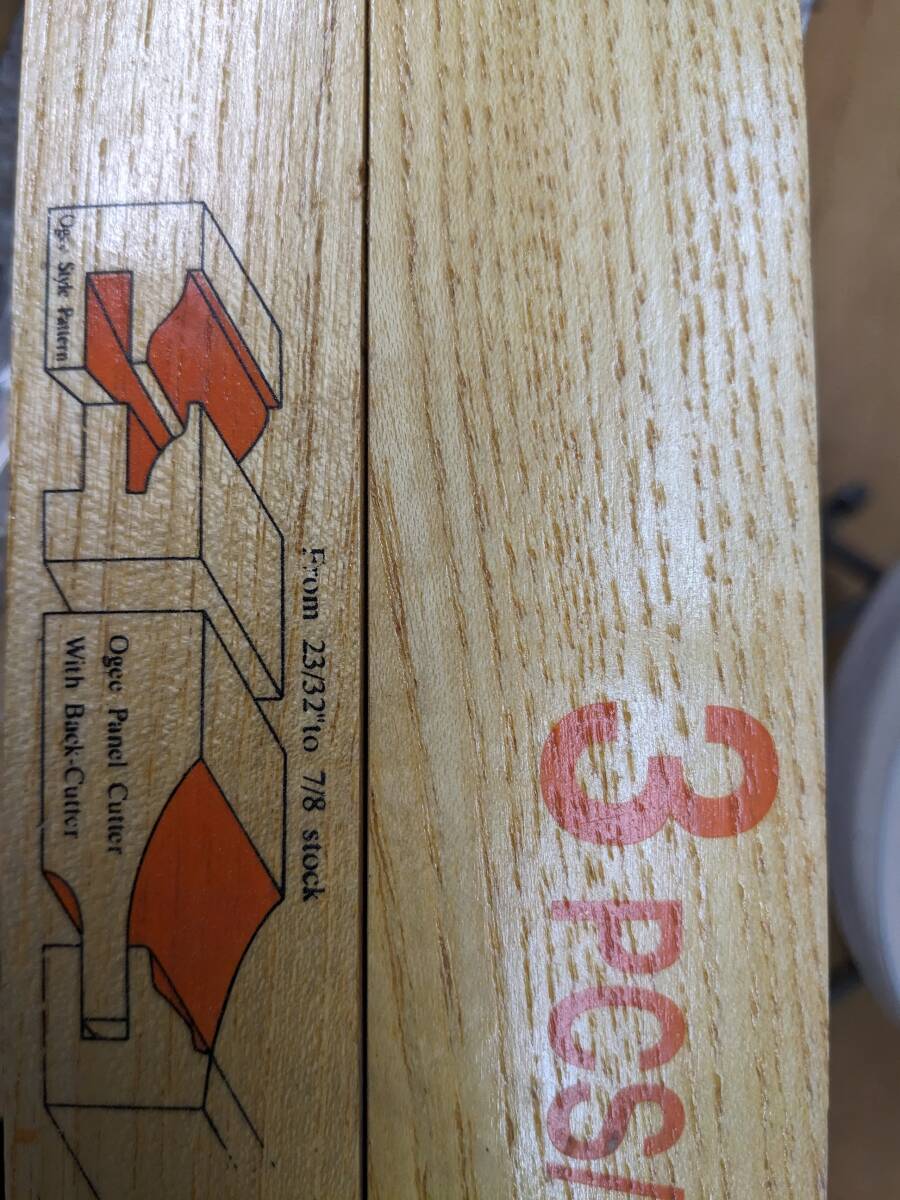 3 PCS/
From 23/32"to 7/8 stock
Ogee Style Pattern
Ogee Panel Cutter
With Back-Cutter